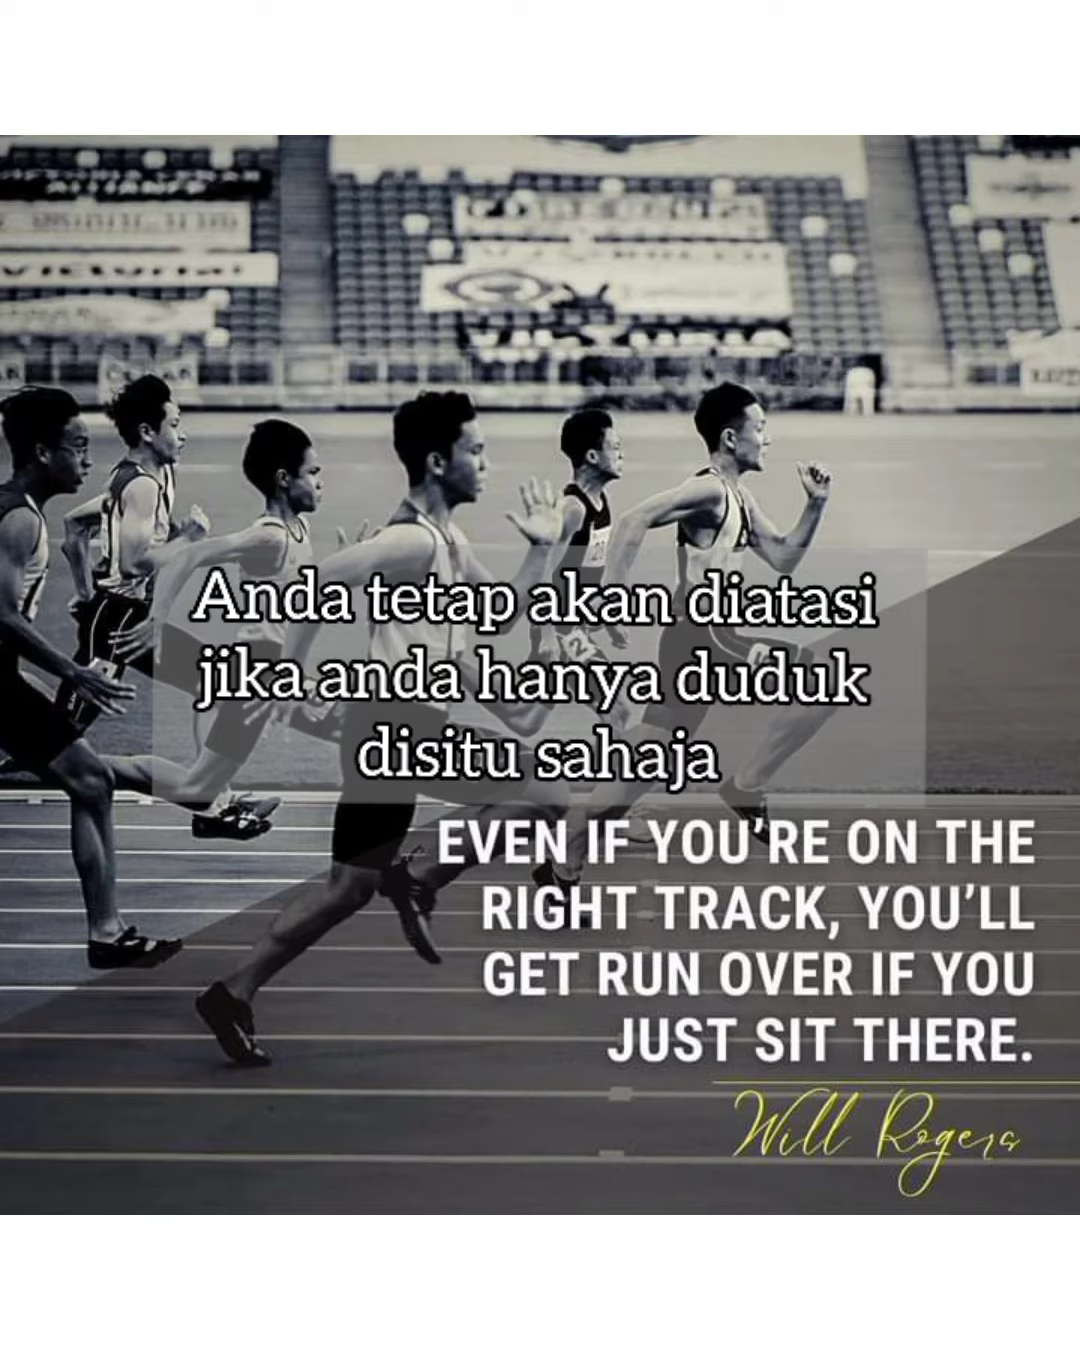 Anda tetap akan diatasi
jika anda hanya duduk
disitu sahaja
EVEN IF YOU'RE ON THE
RIGHT TRACK, YOU'LL
GET RUN OVER IF YOU
JUST SIT THERE.
Will Rogers